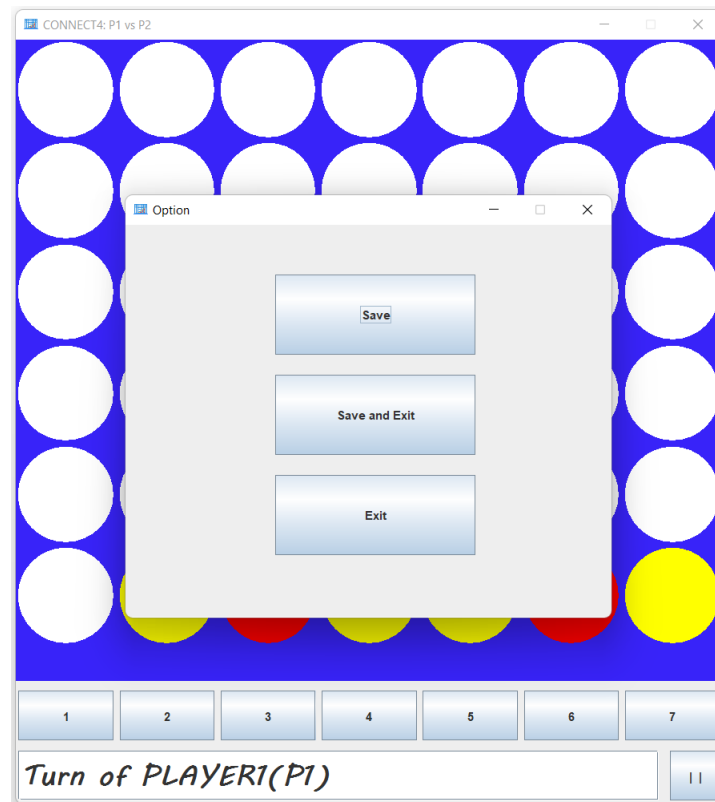 CONNECT4: P1 vs P2
Option
Save
Save and Exit
Exit
1 2 3 4 5 6 7
Turn of PLAYER1(P1)
||